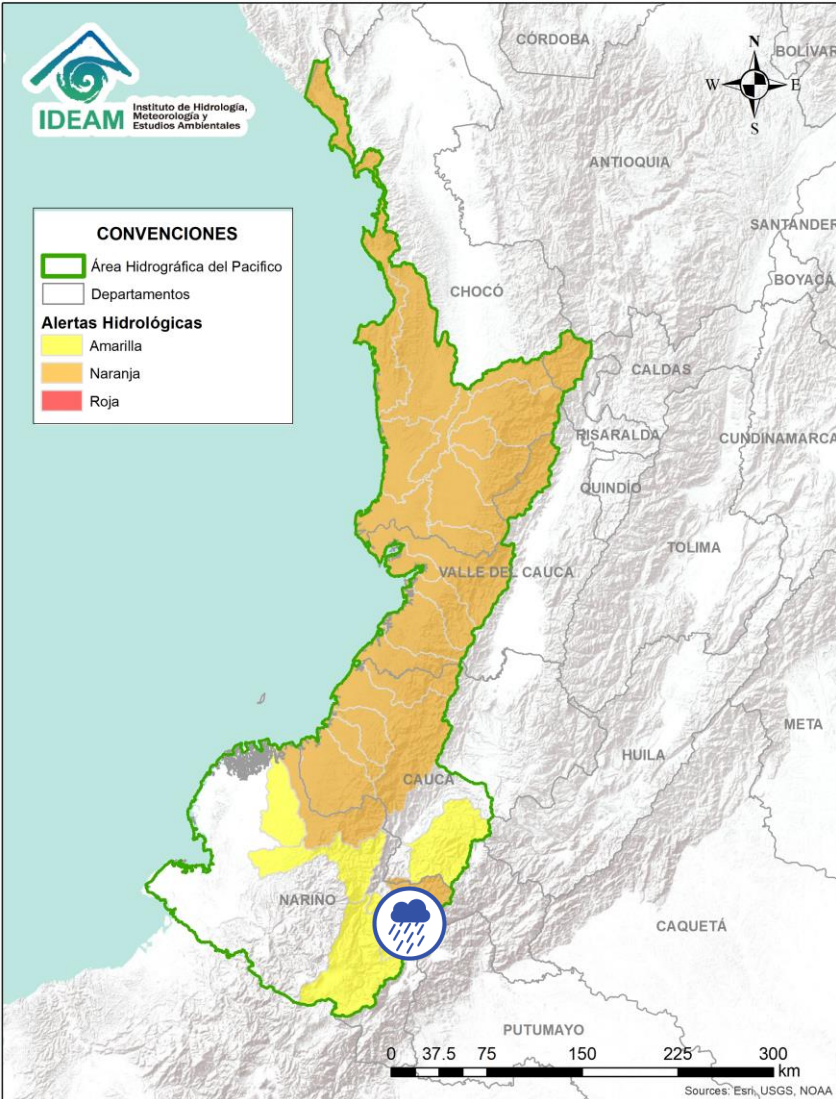 IDEAM
Instituto de Hidrología,
Meteorología y
Estudios Ambientales
N
W
E
S
CÓRDOBA
BOLÍVAR
ANTIOQUIA
SANTANDER
BOYACÁ
CHOCÓ
CALDAS
RISARALDA
CUNDINAMARCA
QUINDÍO
TOLIMA
VALLE DEL CAUCA
META
HUILA
CAUCA
NARIÑO
CAQUETÁ
PUTUMAYO
CONVENCIONES
Área Hidrográfica del Pacifico
Departamentos
Alertas Hidrológicas
Amarilla
Naranja
Roja
0 37.5 75 150 225 300
km
Sources: Esri, USGS, NOAA